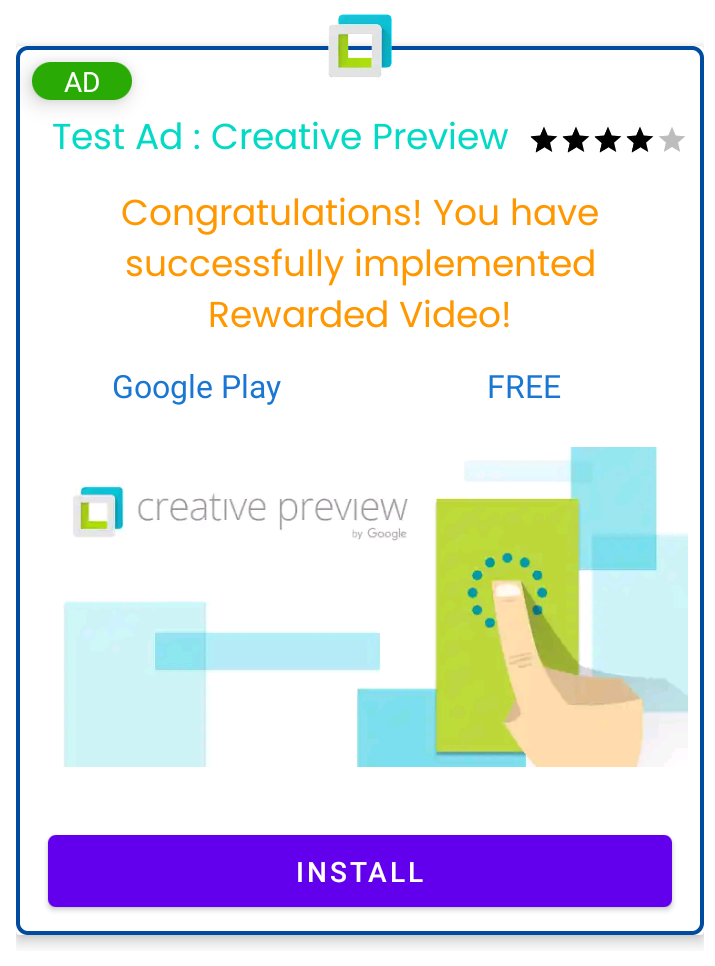 AD
Test Ad : Creative Preview
Congratulations! You have
successfully implemented
Rewarded Video!
Google Play FREE
creative preview
by Google
INSTALL